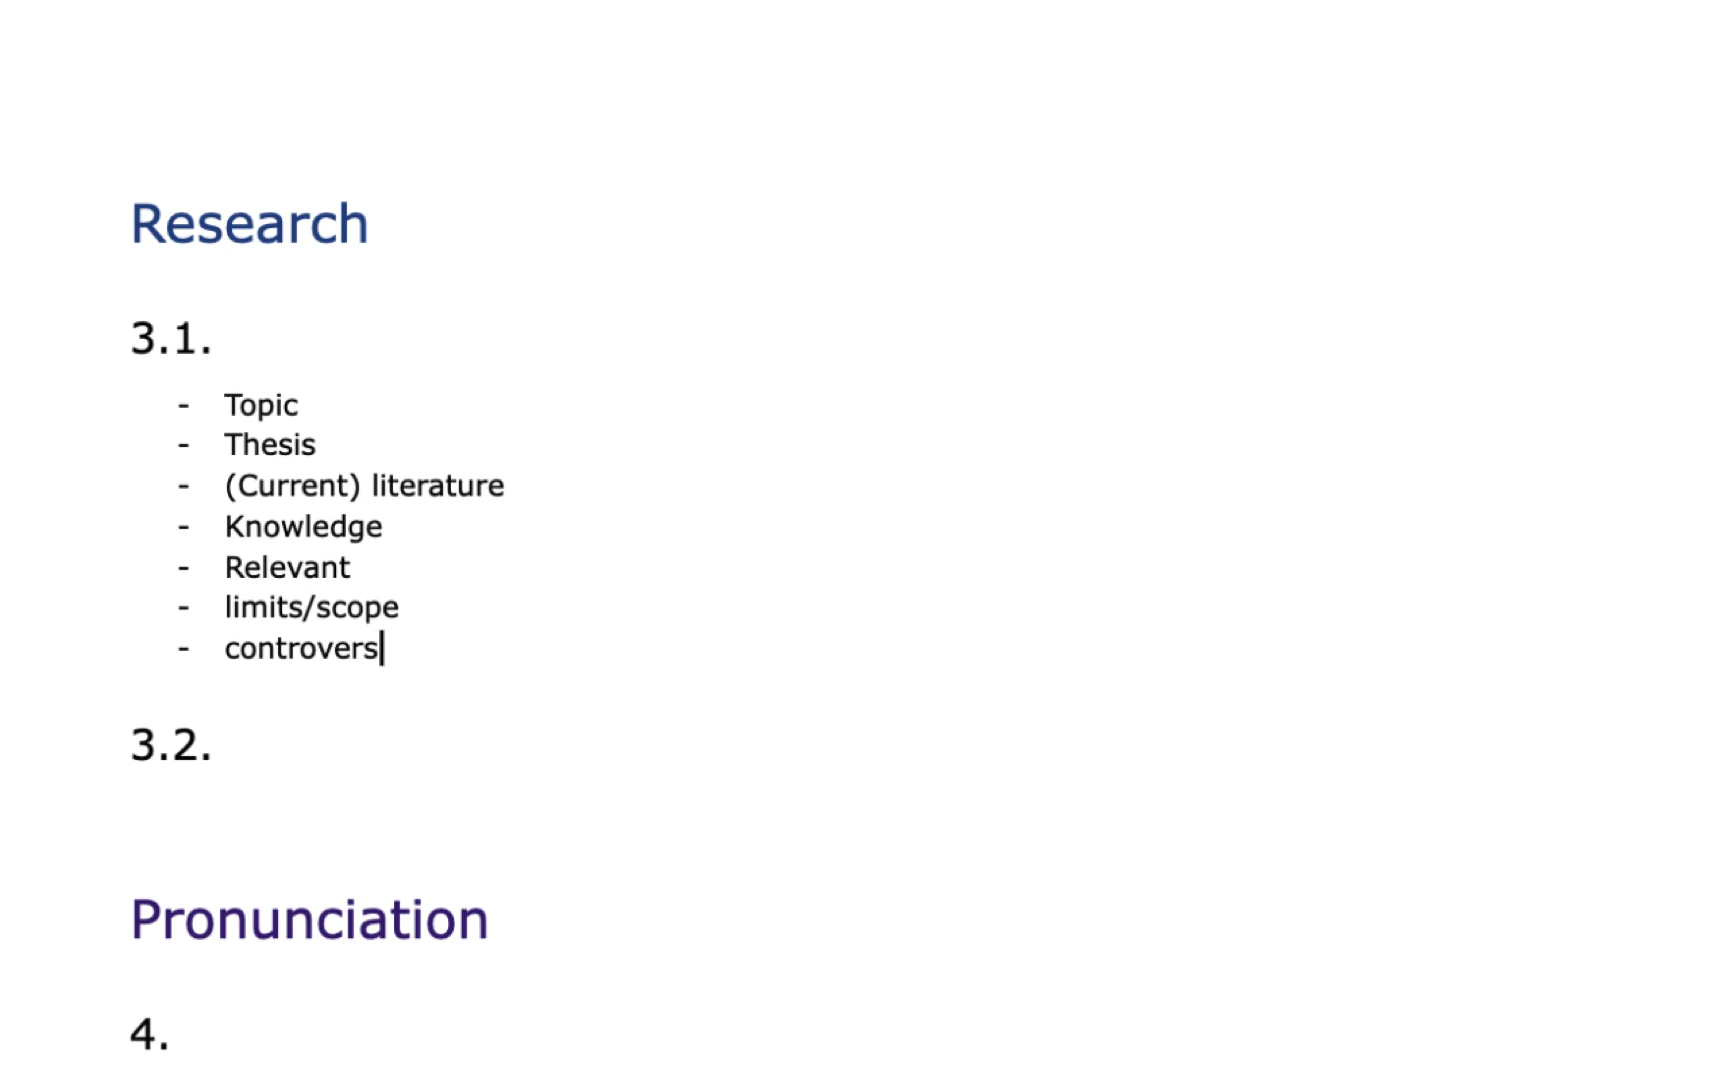 Research
3.1.
- Topic
- Thesis
- (Current) literature
- Knowledge
- Relevant
- limits/scope
- controvers
3.2.
Pronunciation
4.